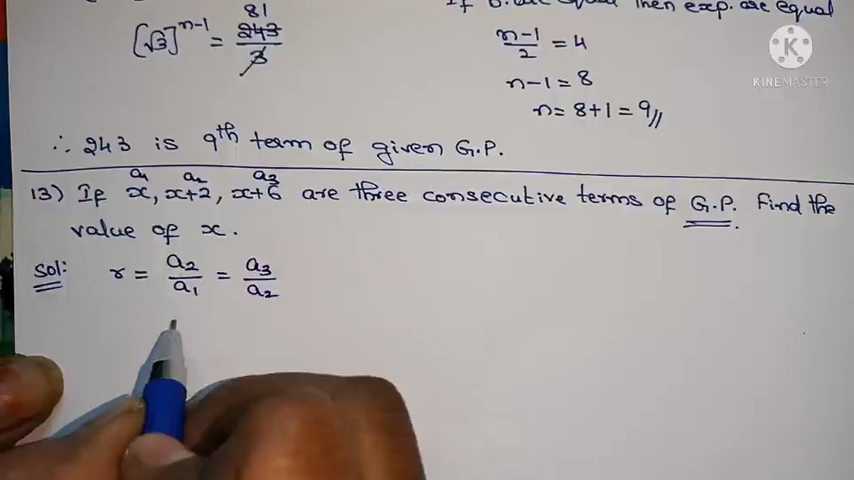 If are equal then exp. are equal
[√3]^n-1 = 243/3 81
n-1/2 = 4
n-1 = 8
n = 8+1 = 9//
∴ 243 is 9th term of given G.P.
a1 a2 a3
13) If x, x+2, x+6 are three consecutive terms of G.P. Find the
value of x.
Sol: r = a2/a1 = a3/a2
K
KINEMASTER